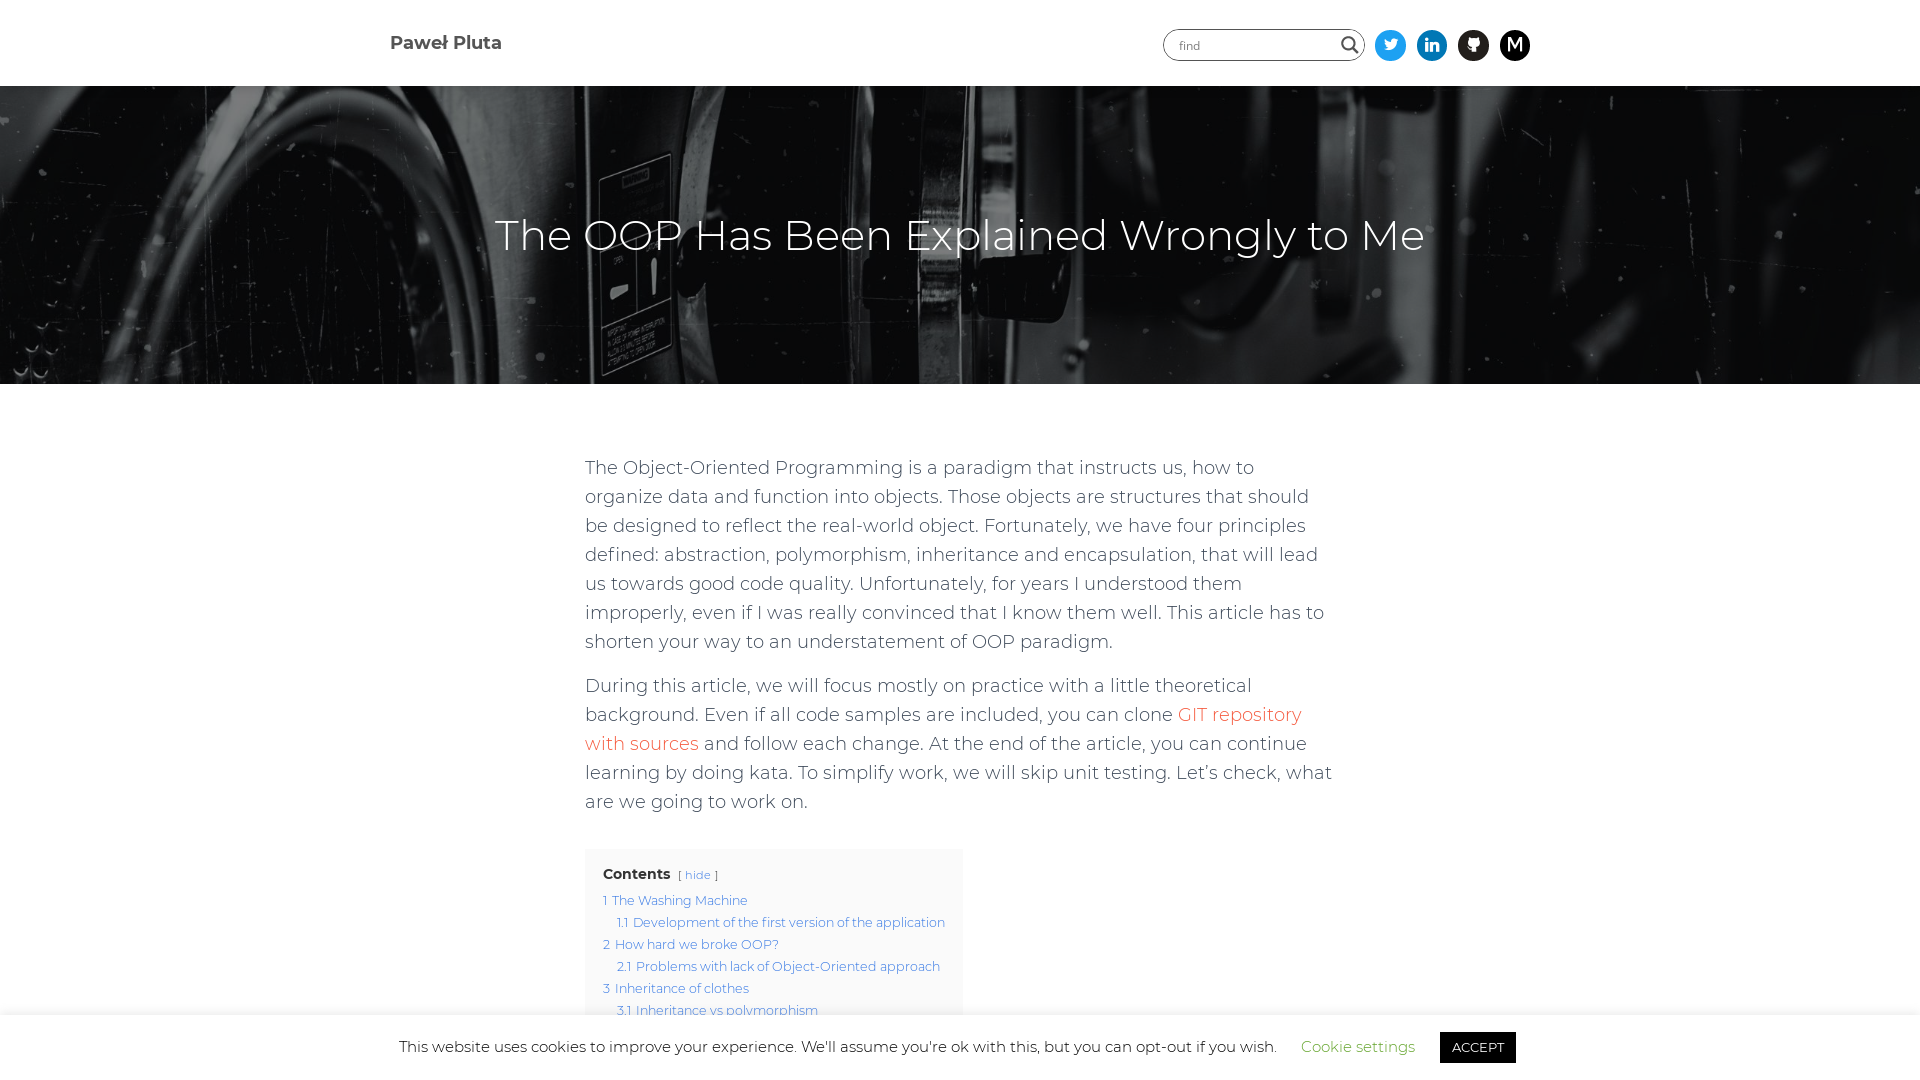 Paweł Pluta
find
The OOP Has Been Explained Wrongly to Me
The Object-Oriented Programming is a paradigm that instructs us, how to
organize data and function into objects. Those objects are structures that should
be designed to reflect the real-world object. Fortunately, we have four principles
defined: abstraction, polymorphism, inheritance and encapsulation, that will lead
us towards good code quality. Unfortunately, for years I understood them
improperly, even if I was really convinced that I know them well. This article has to
shorten your way to an understatement of OOP paradigm.
During this article, we will focus mostly on practice with a little theoretical
background. Even if all code samples are included, you can clone GIT repository
with sources and follow each change. At the end of the article, you can continue
learning by doing kata. To simplify work, we will skip unit testing. Let’s check, what
are we going to work on.
Contents [ hide ]
1 The Washing Machine
1.1 Development of the first version of the application
2 How hard we broke OOP?
2.1 Problems with lack of Object-Oriented approach
3 Inheritance of clothes
3.1 Inheritance vs polymorphism
This website uses cookies to improve your experience. We'll assume you're ok with this, but you can opt-out if you wish. Cookie settings ACCEPT